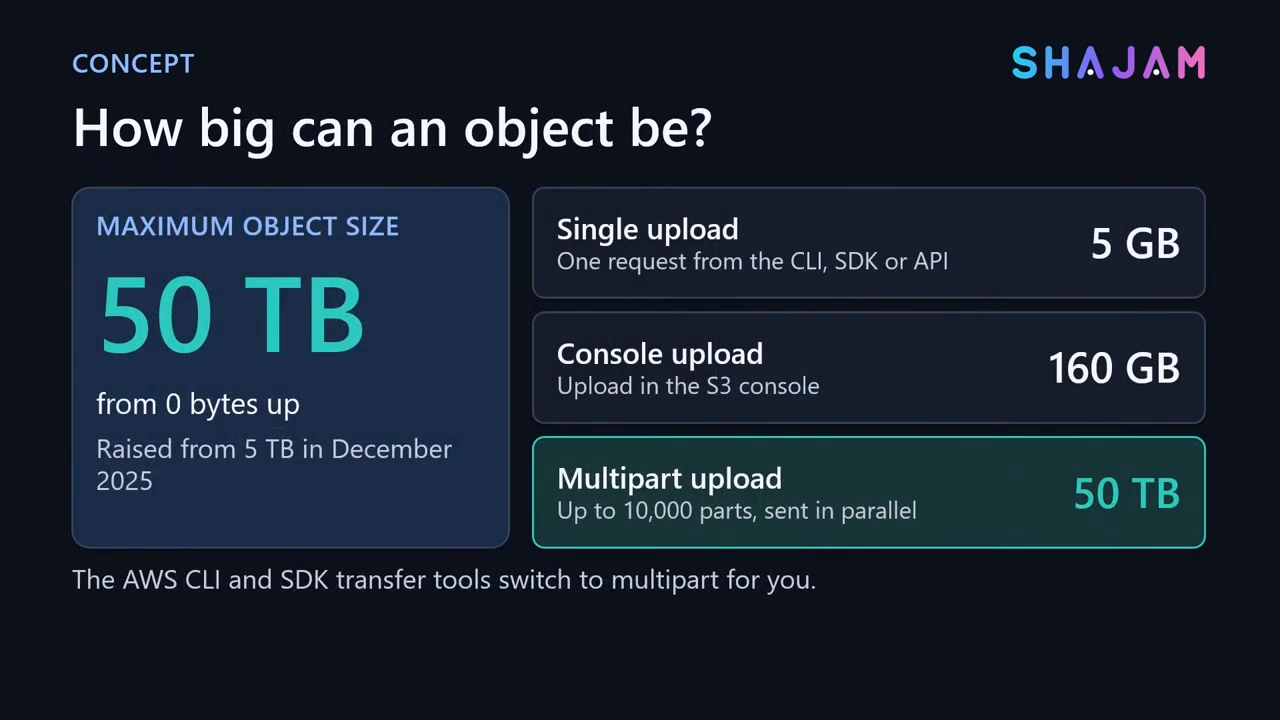 CONCEPT
SHAJAM
How big can an object be?
MAXIMUM OBJECT SIZE
50 TB
from 0 bytes up
Raised from 5 TB in December
2025
Single upload
One request from the CLI, SDK or API
5 GB
Console upload
Upload in the S3 console
160 GB
Multipart upload
Up to 10,000 parts, sent in parallel
50 TB
The AWS CLI and SDK transfer tools switch to multipart for you.